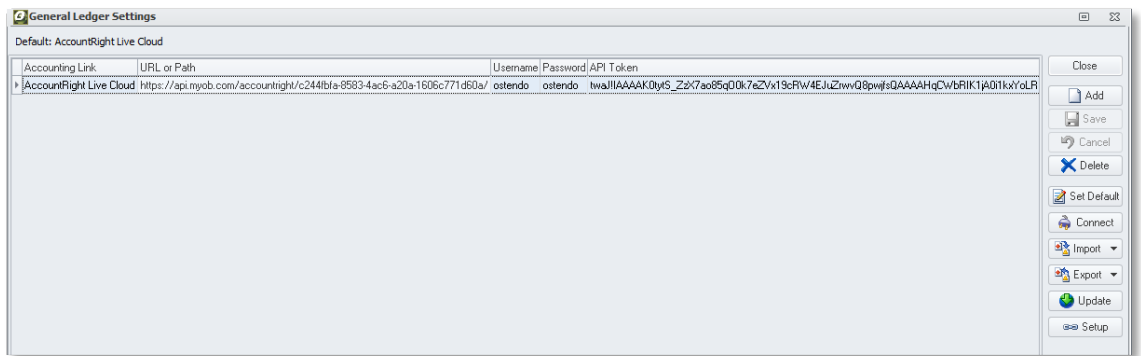 General Ledger Settings
Default: AccountRight Live Cloud
Accounting Link URL or Path Username Password API Token
AccountRight Live Cloud https://api.myob.com/accountright/c244fbfa-8583-4ac6-a20a-1606c771d60a/ ostendo ostendo
Close
Add
Save
Cancel
Delete
Set Default
Connect
Import
Export
Update
Setup